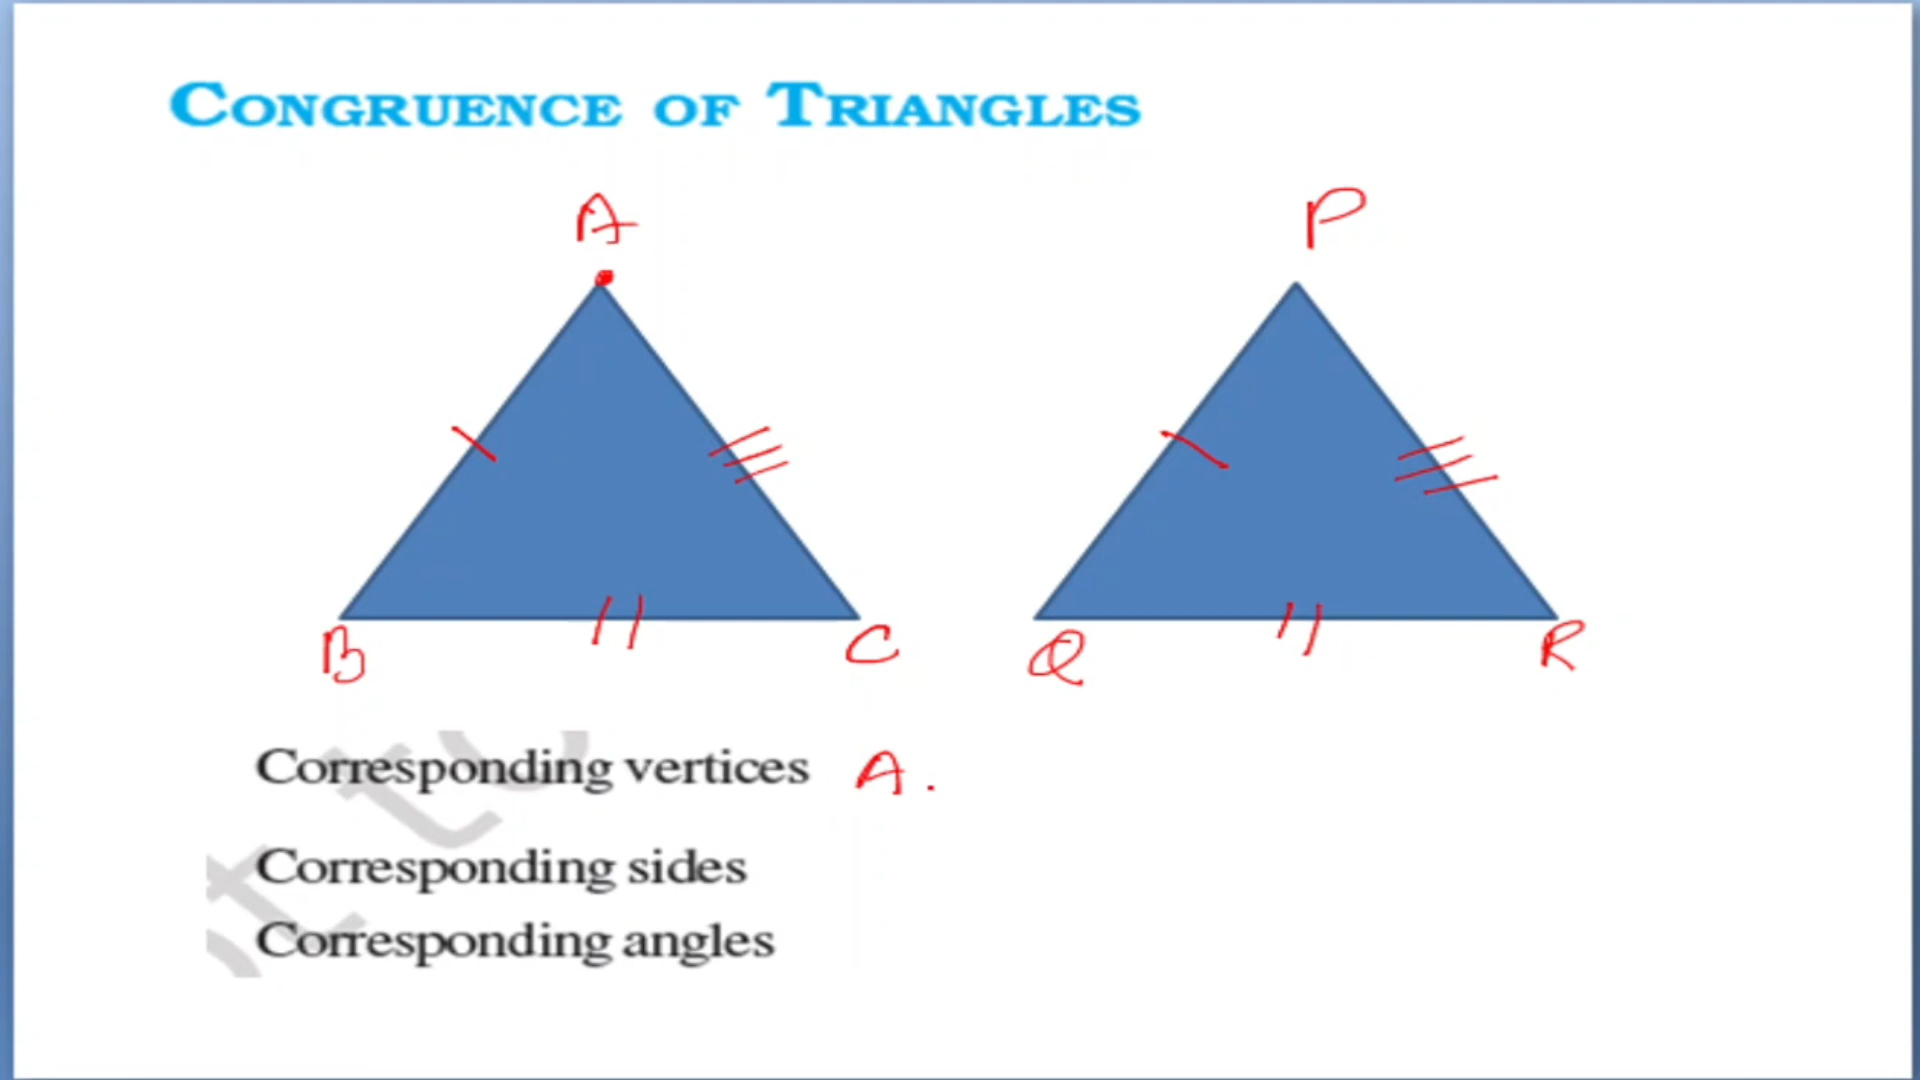 CONGRUENCE OF TRIANGLES
A
P
B
C
Q
R
Corresponding vertices A .
Corresponding sides
Corresponding angles